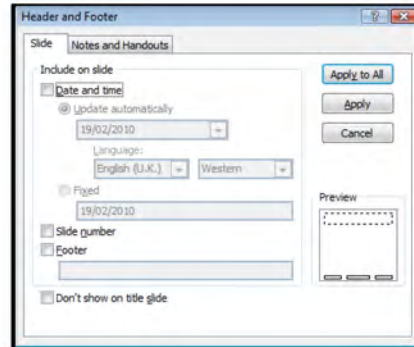 Header and Footer
Slide
Notes and Handouts
Include on slide
Date and time
Update automatically
19/02/2010
Language:
English (U.K.)
Western
Fixed
19/02/2010
Slide number
Footer
Don't show on title slide
Apply to All
Apply
Cancel
Preview